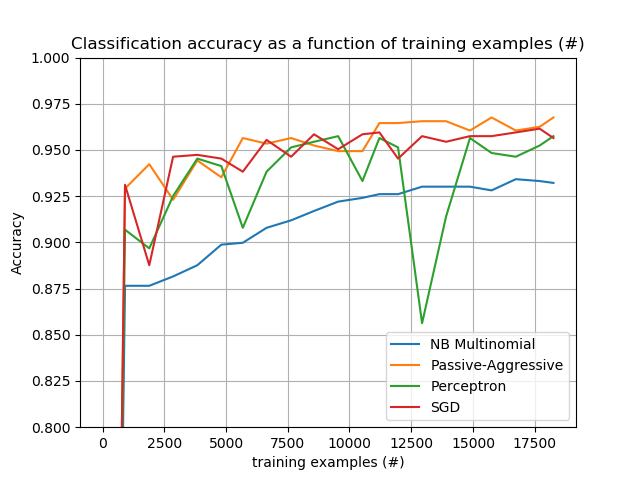 Classification accuracy as a function of training examples (#)
1.000
0.975
0.950
0.925
0.900
0.875
0.850
0.825
0.800
Accuracy
NB Multinomial
Passive-Aggressive
Perceptron
SGD
0 2500 5000 7500 10000 12500 15000 17500
training examples (#)